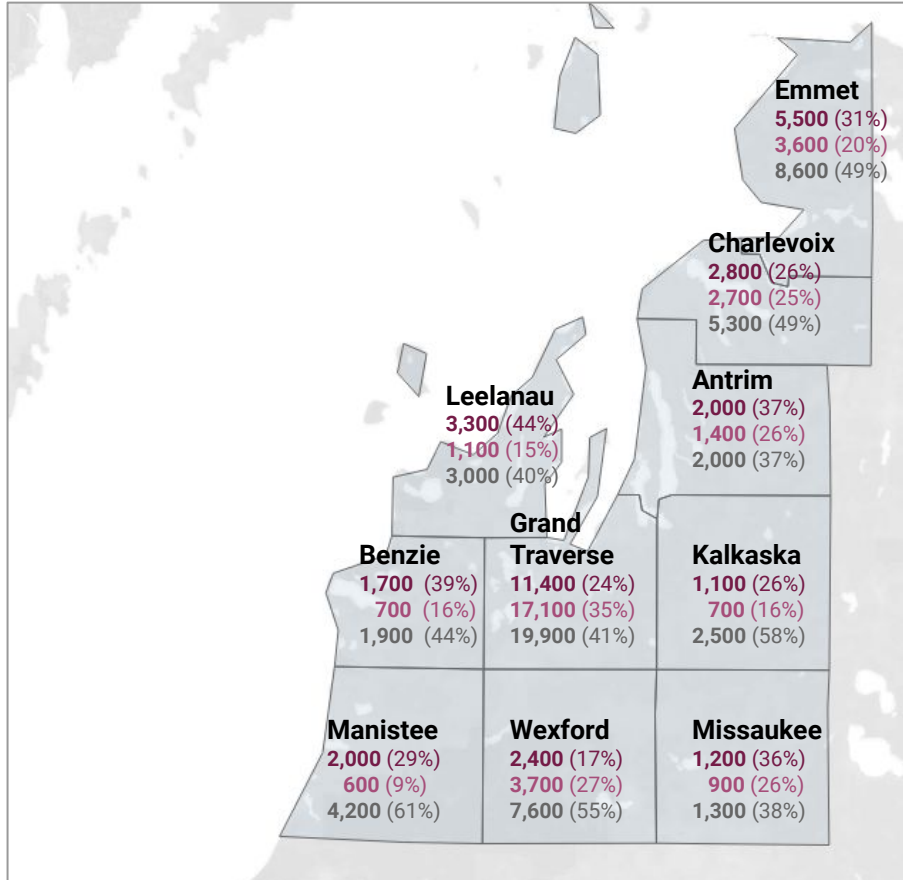 Emmet
5,500 (31%)
3,600 (20%)
8,600 (49%)
Charlevoix
2,800 (26%)
2,700 (25%)
5,300 (49%)
Antrim
2,000 (37%)
1,400 (26%)
2,000 (37%)
Leelanau
3,300 (44%)
1,100 (15%)
3,000 (40%)
Benzie
1,700 (39%)
700 (16%)
1,900 (44%)
Grand
Traverse
11,400 (24%)
17,100 (35%)
19,900 (41%)
Kalkaska
1,100 (26%)
700 (16%)
2,500 (58%)
Manistee
2,000 (29%)
600 (9%)
4,200 (61%)
Wexford
2,400 (17%)
3,700 (27%)
7,600 (55%)
Missaukee
1,200 (36%)
900 (26%)
1,300 (38%)